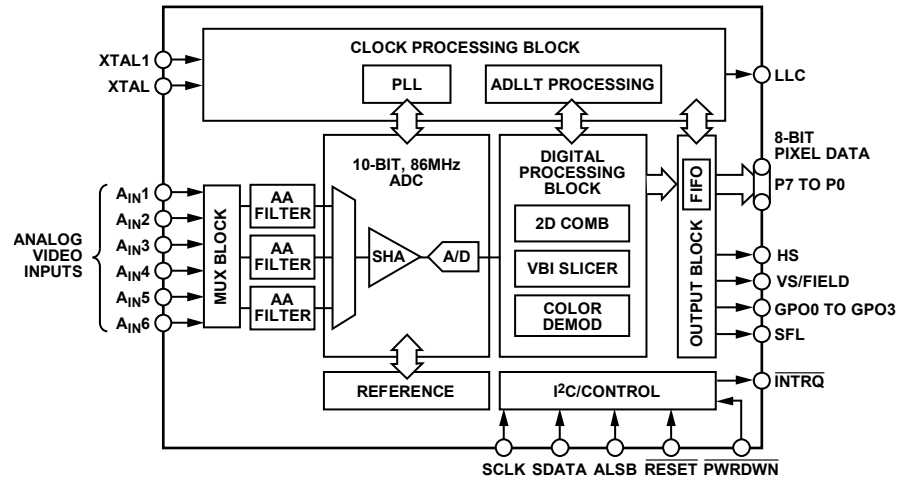 CLOCK PROCESSING BLOCK
XTAL1
XTAL
PLL
ADLLT PROCESSING
LLC
10-BIT, 86MHz
ADC
DIGITAL
PROCESSING
BLOCK
FIFO
OUTPUT BLOCK
8-BIT
PIXEL DATA
P7 TO P0
ANALOG
VIDEO
INPUTS
AIN1
AIN2
AIN3
AIN4
AIN5
AIN6
MUX BLOCK
AA
FILTER
AA
FILTER
AA
FILTER
SHA
A/D
2D COMB
VBI SLICER
COLOR
DEMOD
HS
VS/FIELD
GPO0 TO GPO3
SFL
REFERENCE
I2C/CONTROL
INTRQ
SCLK SDATA ALSB RESET PWRDWN